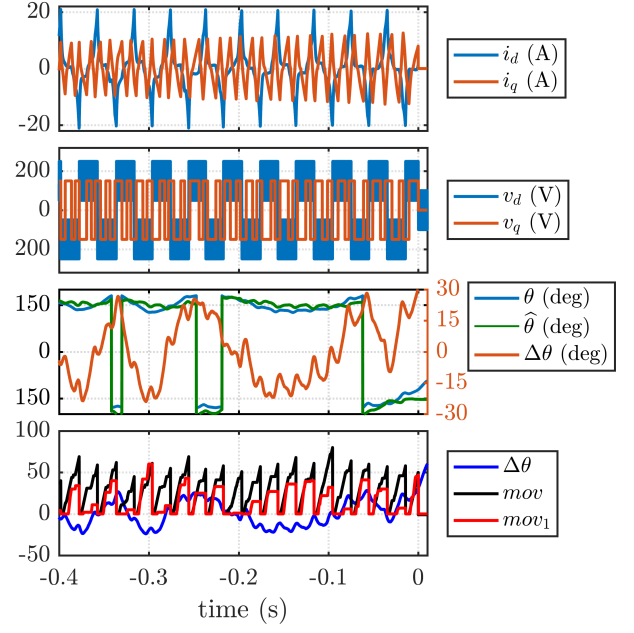 20
0
-20
i_d (A)
i_q (A)
200
0
200
v_d (V)
v_q (V)
150
0
150
30
15
0
-15
-30
θ (deg)
θ̂ (deg)
Δθ (deg)
100
50
0
-50
Δθ
mov
mov₁
-0.4 -0.3 -0.2 -0.1 0
time (s)